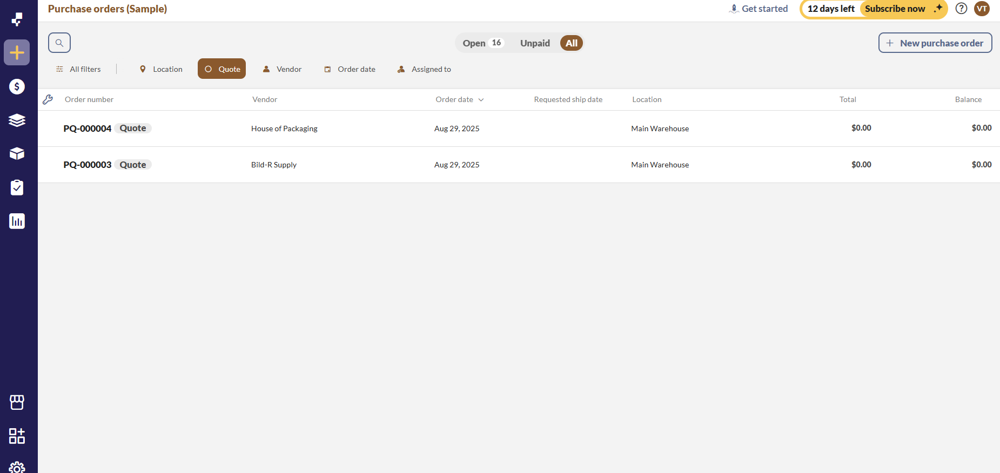 Purchase orders (Sample)
Get started
12 days left
Subscribe now
?
VT
Open 16
Unpaid
All
New purchase order
All filters
Location
Quote
Vendor
Order date
Assigned to
Order number
Vendor
Order date
Requested ship date
Location
Total
Balance
PQ-000004 Quote
House of Packaging
Aug 29, 2025
Main Warehouse
$0.00
$0.00
PQ-000003 Quote
Bild-R Supply
Aug 29, 2025
Main Warehouse
$0.00
$0.00